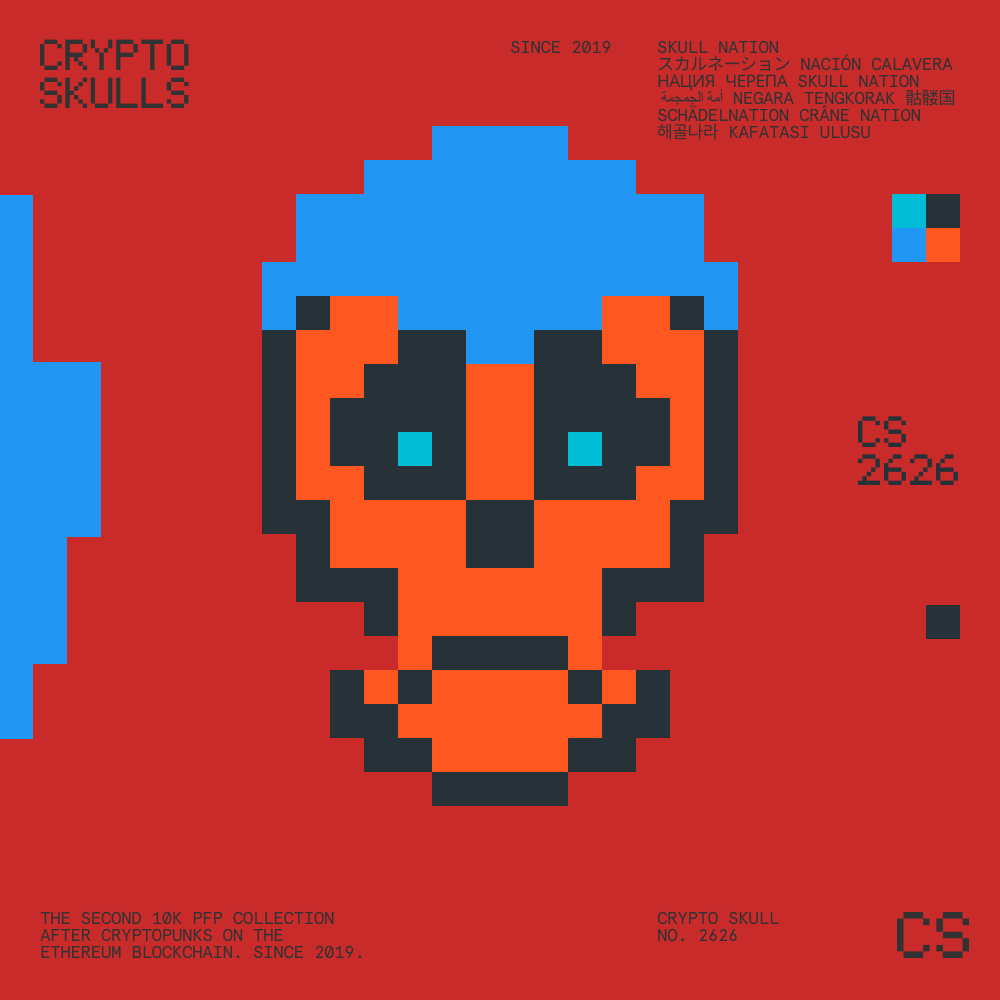 CRYPTO
SKULLS
SINCE 2019
SKULL NATION
スカルネーション NACIÓN CALAVERA
НАЦИЯ ЧЕРЕПА SKULL NATION
أمة الجمجمة NEGARA TENGKORAK 骷髅国
SCHÄDELNATION CRÂNE NATION
해골나라 KAFATASI ULUSU
CS
2626
THE SECOND 10K PFP COLLECTION
AFTER CRYPTOPUNKS ON THE
ETHEREUM BLOCKCHAIN. SINCE 2019.
CRYPTO SKULL
NO. 2626
CS